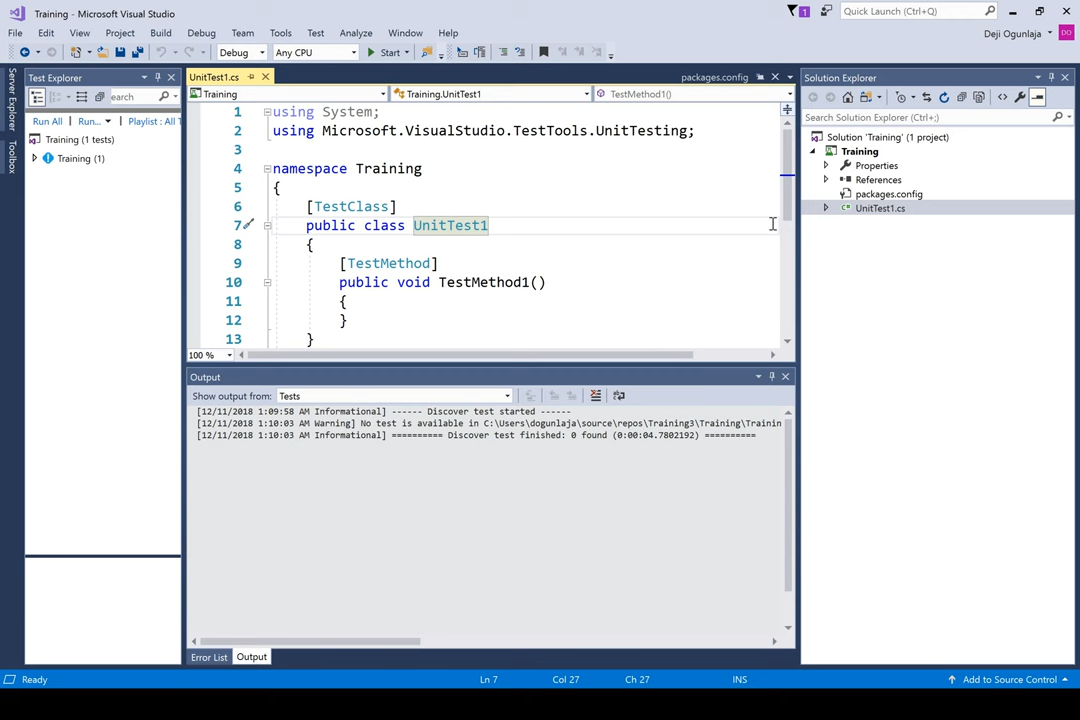 Training - Microsoft Visual Studio
1
Quick Launch (Ctrl+Q)
File Edit View Project Build Debug Team Tools Test Analyze Window Help
Deji Ogunlaja DO
Debug Any CPU Start
Server Explorer
Toolbox
Test Explorer
earch
Run All Run... Playlist : All T
Training (1 tests)
Training (1)
UnitTest1.cs
packages.config
Training Training.UnitTest1 TestMethod1()
1 using System;
2 using Microsoft.VisualStudio.TestTools.UnitTesting;
3
4 namespace Training
5 {
6 [TestClass]
7 public class UnitTest1
8 {
9 [TestMethod]
10 public void TestMethod1()
11 {
12 }
13 }
100 %
Output
Show output from: Tests
[12/11/2018 1:09:58 AM Informational] ------ Discover test started ------
[12/11/2018 1:10:03 AM Warning] No test is available in C:\Users\dogunlaja\source\repos\Training3\Training\Trainin
[12/11/2018 1:10:03 AM Informational] ========== Discover test finished: 0 found (0:00:04.7802192) ==========
Error List Output
Solution Explorer
Search Solution Explorer (Ctrl+;)
Solution 'Training' (1 project)
Training
Properties
References
packages.config
C# UnitTest1.cs
Ready Ln 7 Col 27 Ch 27 INS Add to Source Control